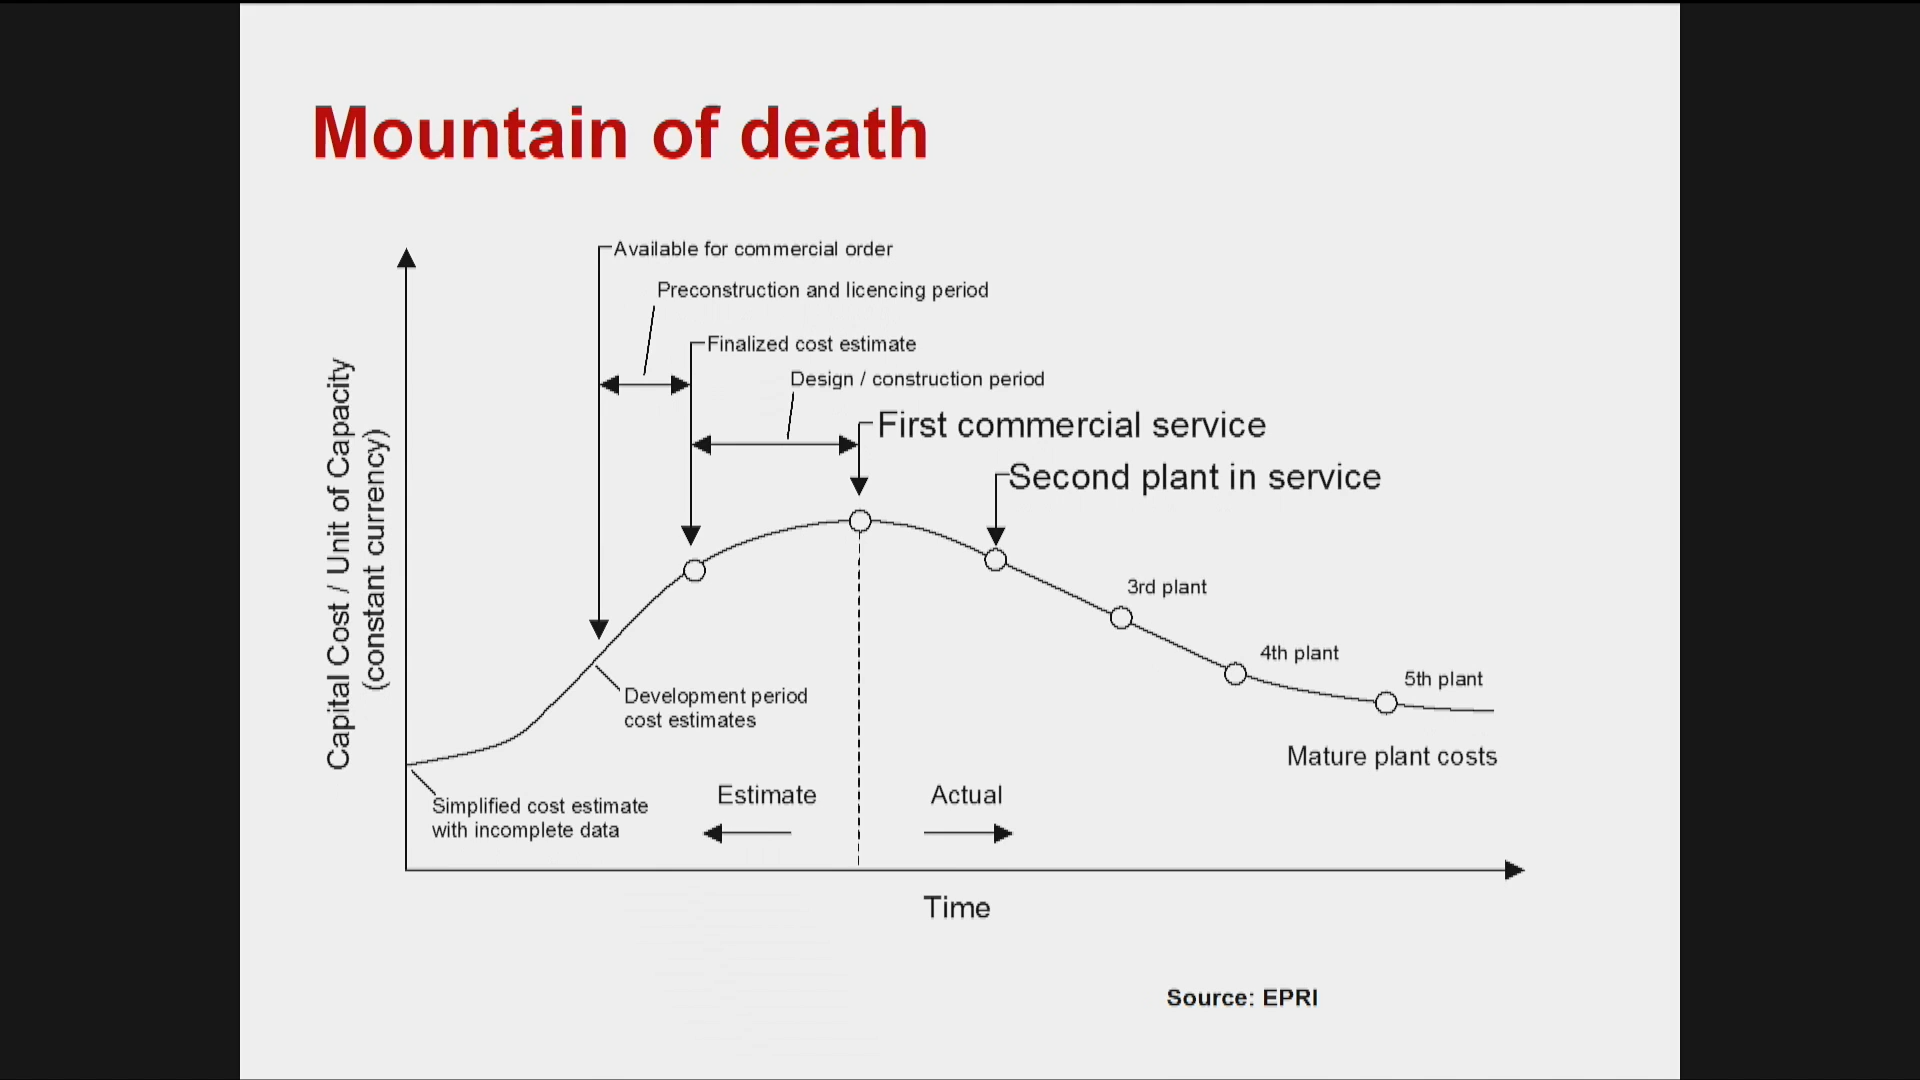 Mountain of death
Available for commercial order
Preconstruction and licencing period
Finalized cost estimate
Design / construction period
First commercial service
Second plant in service
Capital Cost / Unit of Capacity
(constant currency)
3rd plant
4th plant
5th plant
Development period
cost estimates
Mature plant costs
Simplified cost estimate
with incomplete data
Estimate
Actual
Time
Source: EPRI